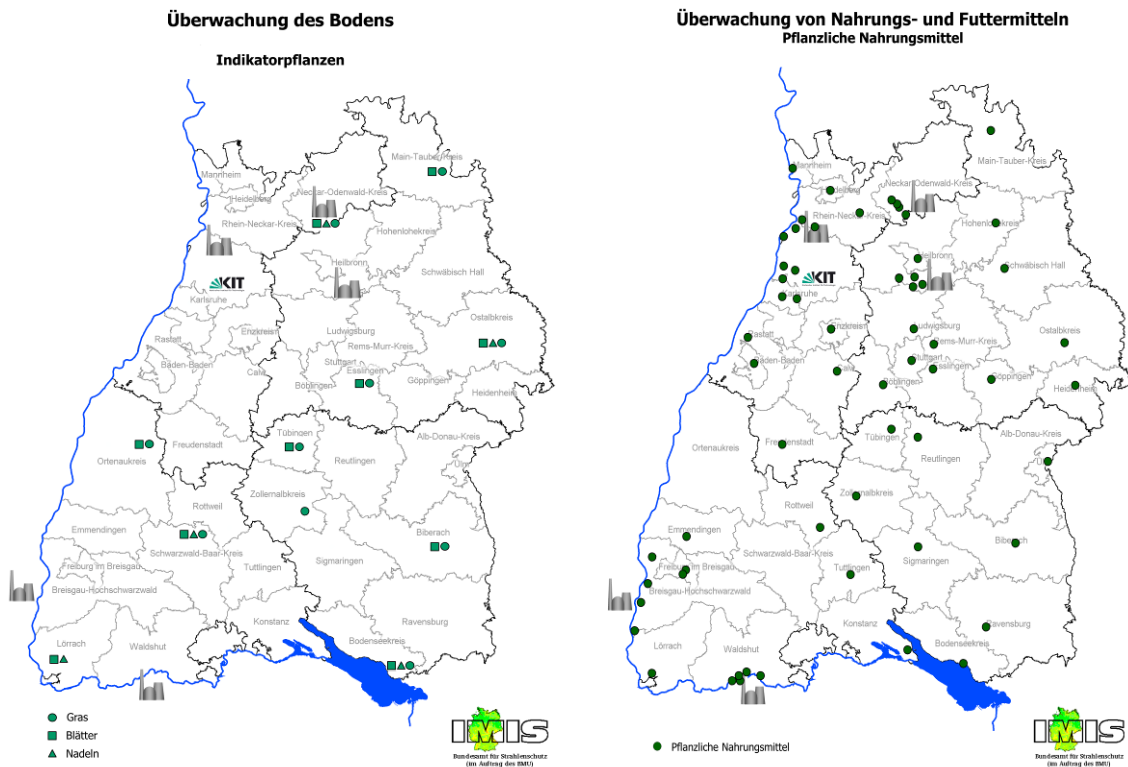 Überwachung des Bodens
Indikatorpflanzen
Main-Tauber-Kreis
Mannheim
Neckar-Odenwald-Kreis
Heidelberg
Rhein-Neckar-Kreis
Hohenlohekreis
Heilbronn
Schwäbisch Hall
KIT
Karlsruhe
Ostalbkreis
Ludwigsburg
Enzkreis
Rastatt
Rems-Murr-Kreis
Stuttgart
Baden-Baden
Calw
Esslingen
Göppingen
Böblingen
Heidenheim
Tübingen
Alb-Donau-Kreis
Freudenstadt
Ortenaukreis
Reutlingen
Ulm
Zollernalbkreis
Rottweil
Emmendingen
Biberach
Schwarzwald-Baar-Kreis
Sigmaringen
Freiburg im Breisgau
Tuttlingen
Breisgau-Hochschwarzwald
Konstanz
Ravensburg
Lörrach
Waldshut
Bodenseekreis
Gras
Blätter
Nadeln
IMIS
Bundesamt für Strahlenschutz
(im Auftrag des BMU)
Überwachung von Nahrungs- und Futtermitteln
Pflanzliche Nahrungsmittel
Main-Tauber-Kreis
Mannheim
Neckar-Odenwald-Kreis
Heidelberg
Rhein-Neckar-Kreis
Hohenlohekreis
Heilbronn
Schwäbisch Hall
KIT
Karlsruhe
Ludwigsburg
Ostalbkreis
Enzkreis
Rastatt
Rems-Murr-Kreis
Stuttgart
Baden-Baden
Esslingen
Calw
Göppingen
Böblingen
Heidenheim
Tübingen
Alb-Donau-Kreis
Freudenstadt
Ortenaukreis
Reutlingen
Ulm
Zollernalbkreis
Rottweil
Emmendingen
Biberach
Schwarzwald-Baar-Kreis
Sigmaringen
Freiburg im Breisgau
Tuttlingen
Breisgau-Hochschwarzwald
Konstanz
Ravensburg
Lörrach
Waldshut
Bodenseekreis
Pflanzliche Nahrungsmittel
IMIS
Bundesamt für Strahlenschutz
(im Auftrag des BMU)